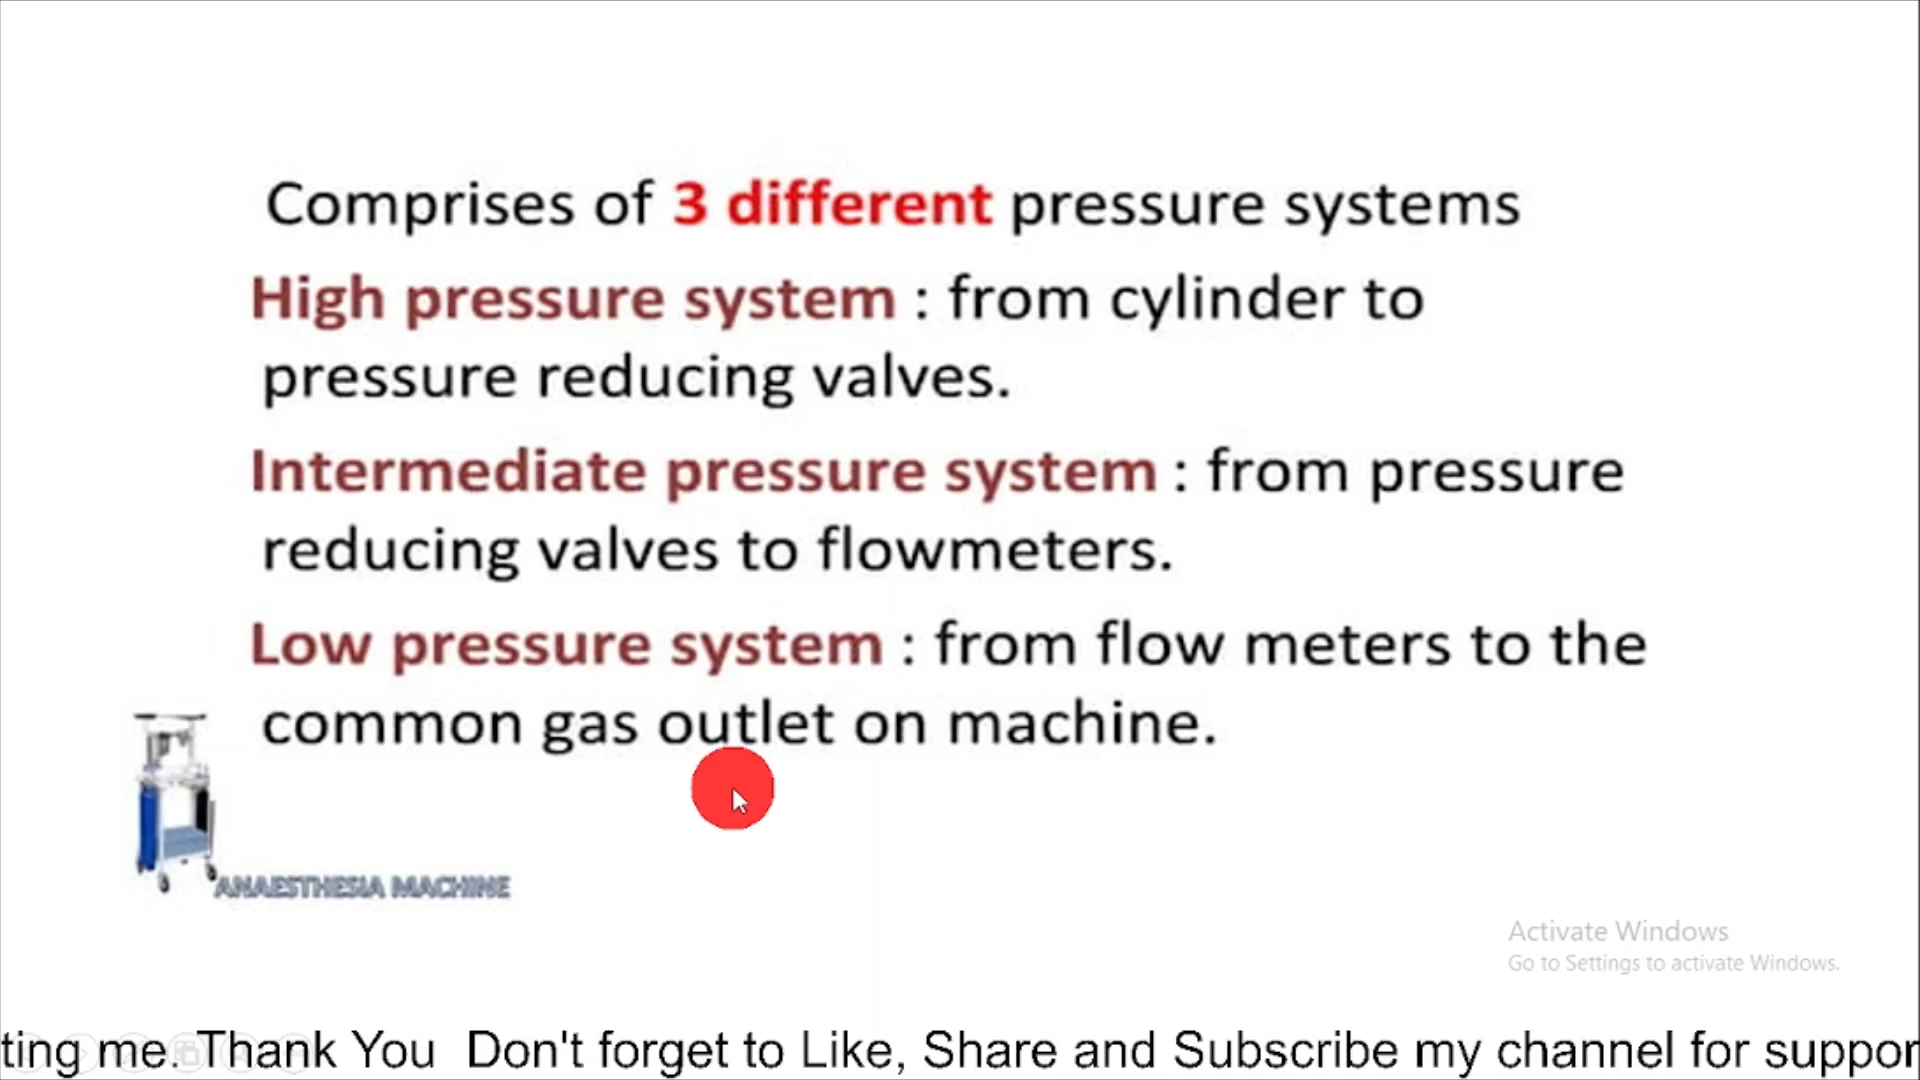 Comprises of 3 different pressure systems
High pressure system : from cylinder to
pressure reducing valves.
Intermediate pressure system : from pressure
reducing valves to flowmeters.
Low pressure system : from flow meters to the
common gas outlet on machine.
ANAESTHESIA MACHINE
Activate Windows
Go to Settings to activate Windows.
ting me. Thank You Don't forget to Like, Share and Subscribe my channel for suppor